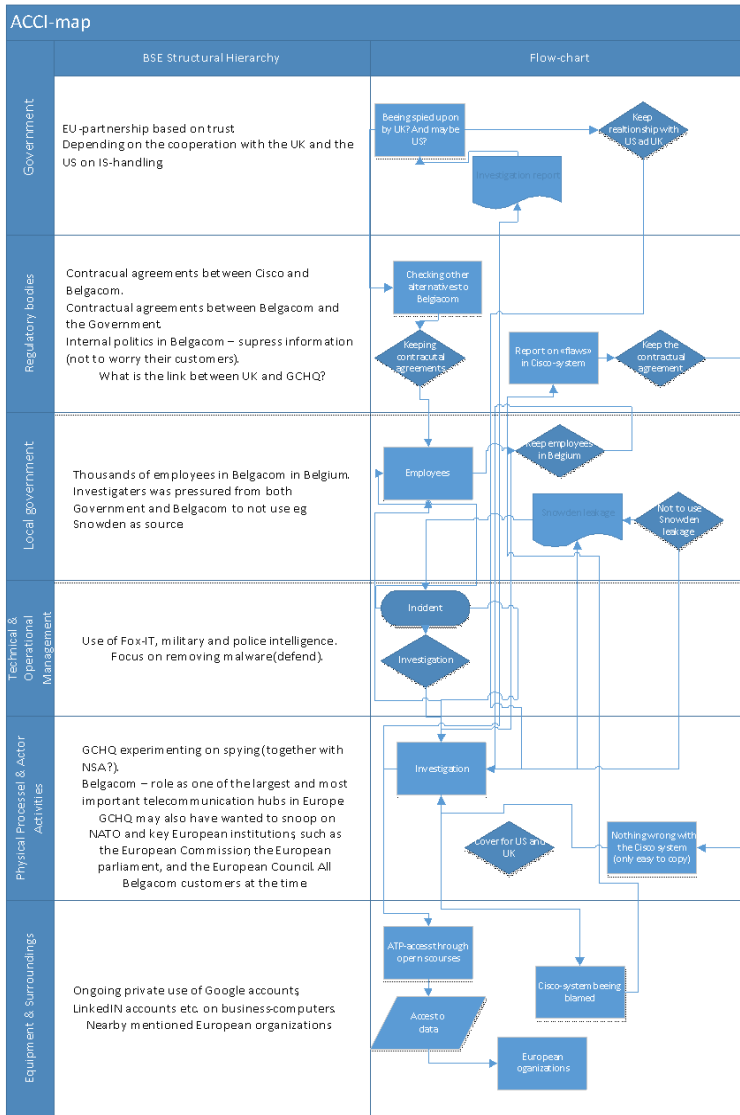 ACCI-map
BSE Structural Hierarchy
Flow-chart
Government
EU-partnership based on trust
Depending on the cooperation with the UK and the
US on IS-handling
Beeing spied upon
by UK? And maybe
US?
Keep
realtionship with
US ad UK
Investigation report
Regulatory bodies
Contracual agreements between Cisco and
Belgacom.
Contractual agreements between Belgacom and
the Government.
Internal politics in Belgacom – supress information
(not to worry their customers).
What is the link between UK and GCHQ?
Checking other
alternatives to
Belgiacom
Keeping
contracutal
agreements
Report on «flaws»
in Cisco-system
Keep the
contractual
agreement
Local government
Thousands of employees in Belgacom in Belgium.
Investigaters was pressured from both
Government and Belgacom to not use eg
Snowden as source
Employees
Keep employees
in Belgium
Snowden leakage
Not to use
Snowden
leakage
Technical &
Operational
Management
Use of Fox-IT, military and police intelligence.
Focus on removing malware(defend).
Incident
Investigation
Physical Processel & Actor
Activities
GCHQ experimenting on spying(together with
NSA?).
Belgacom – role as one of the largest and most
important telecommunication hubs in Europe.
GCHQ may also have wanted to snoop on
NATO and key European institutions, such as
the European Commission, the European
parliament, and the European Council. All
Belgacom customers at the time.
Investigation
Cover for US and
UK
Nothing wrong with
the Cisco system
(only easy to copy)
Equipment & Surroundings
Ongoing private use of Google accounts,
LinkedIN accounts etc. on business-computers.
Nearby mentioned European organizations
ATP-access through
opern scourses
Access to
data
Cisco-system beeing
blamed
European
oganizations